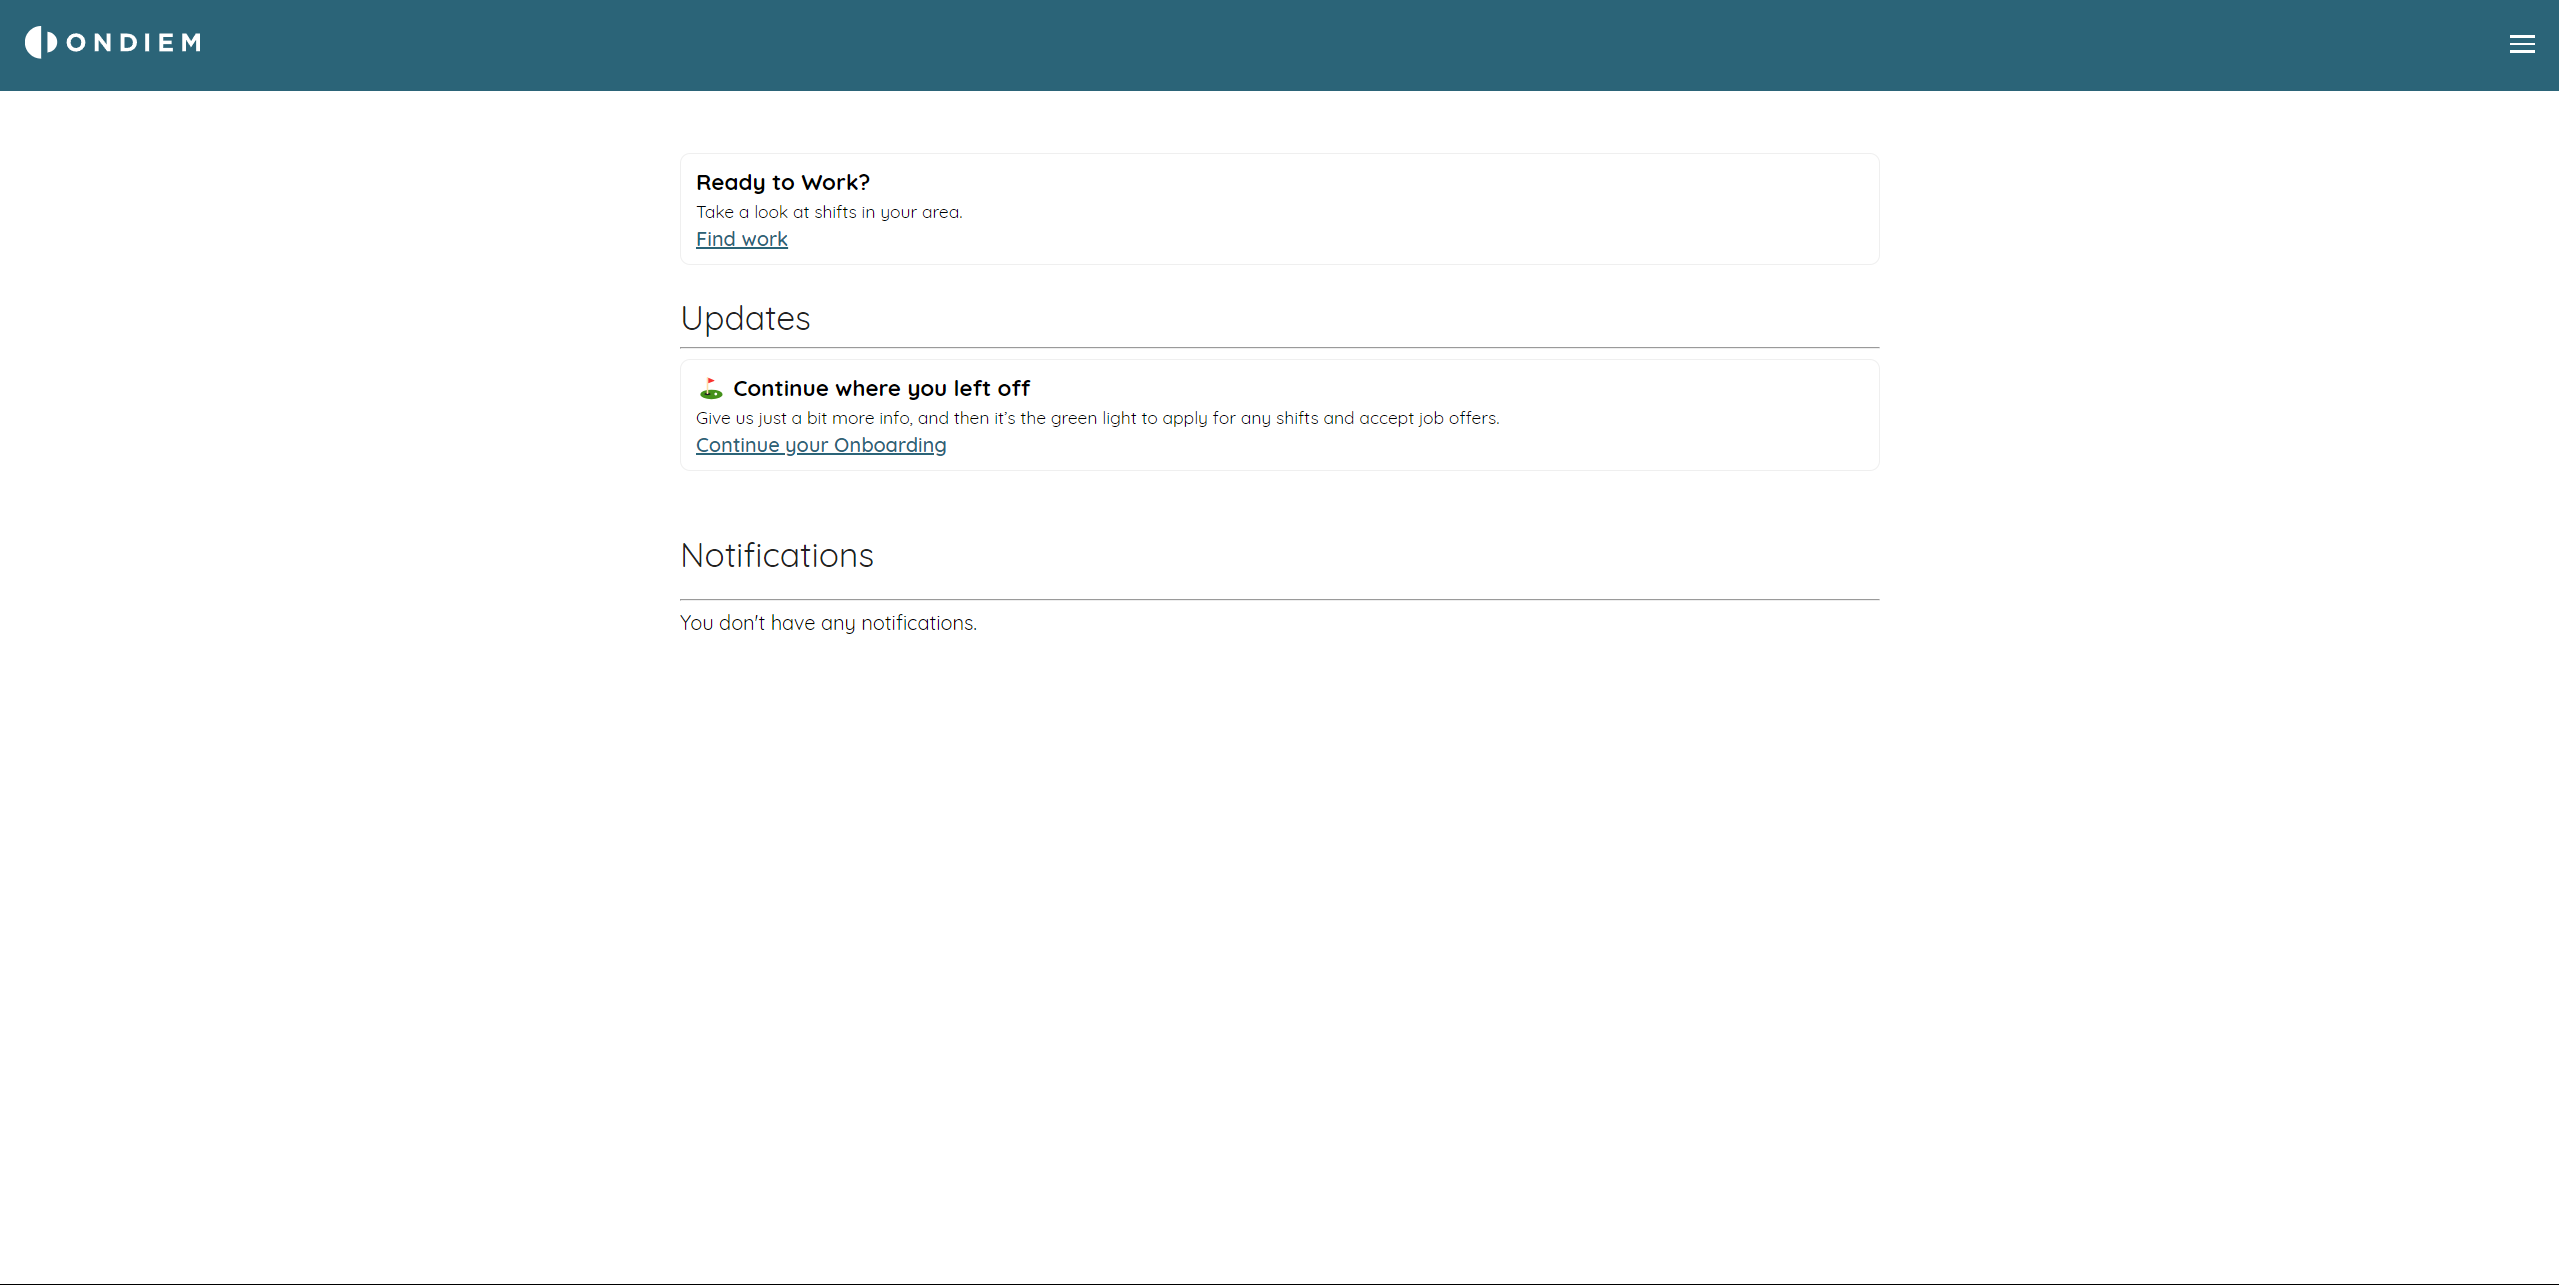 ONDIEM
Ready to Work?
Take a look at shifts in your area.
Find work
Updates
Continue where you left off
Give us just a bit more info, and then it's the green light to apply for any shifts and accept job offers.
Continue your Onboarding
Notifications
You don't have any notifications.